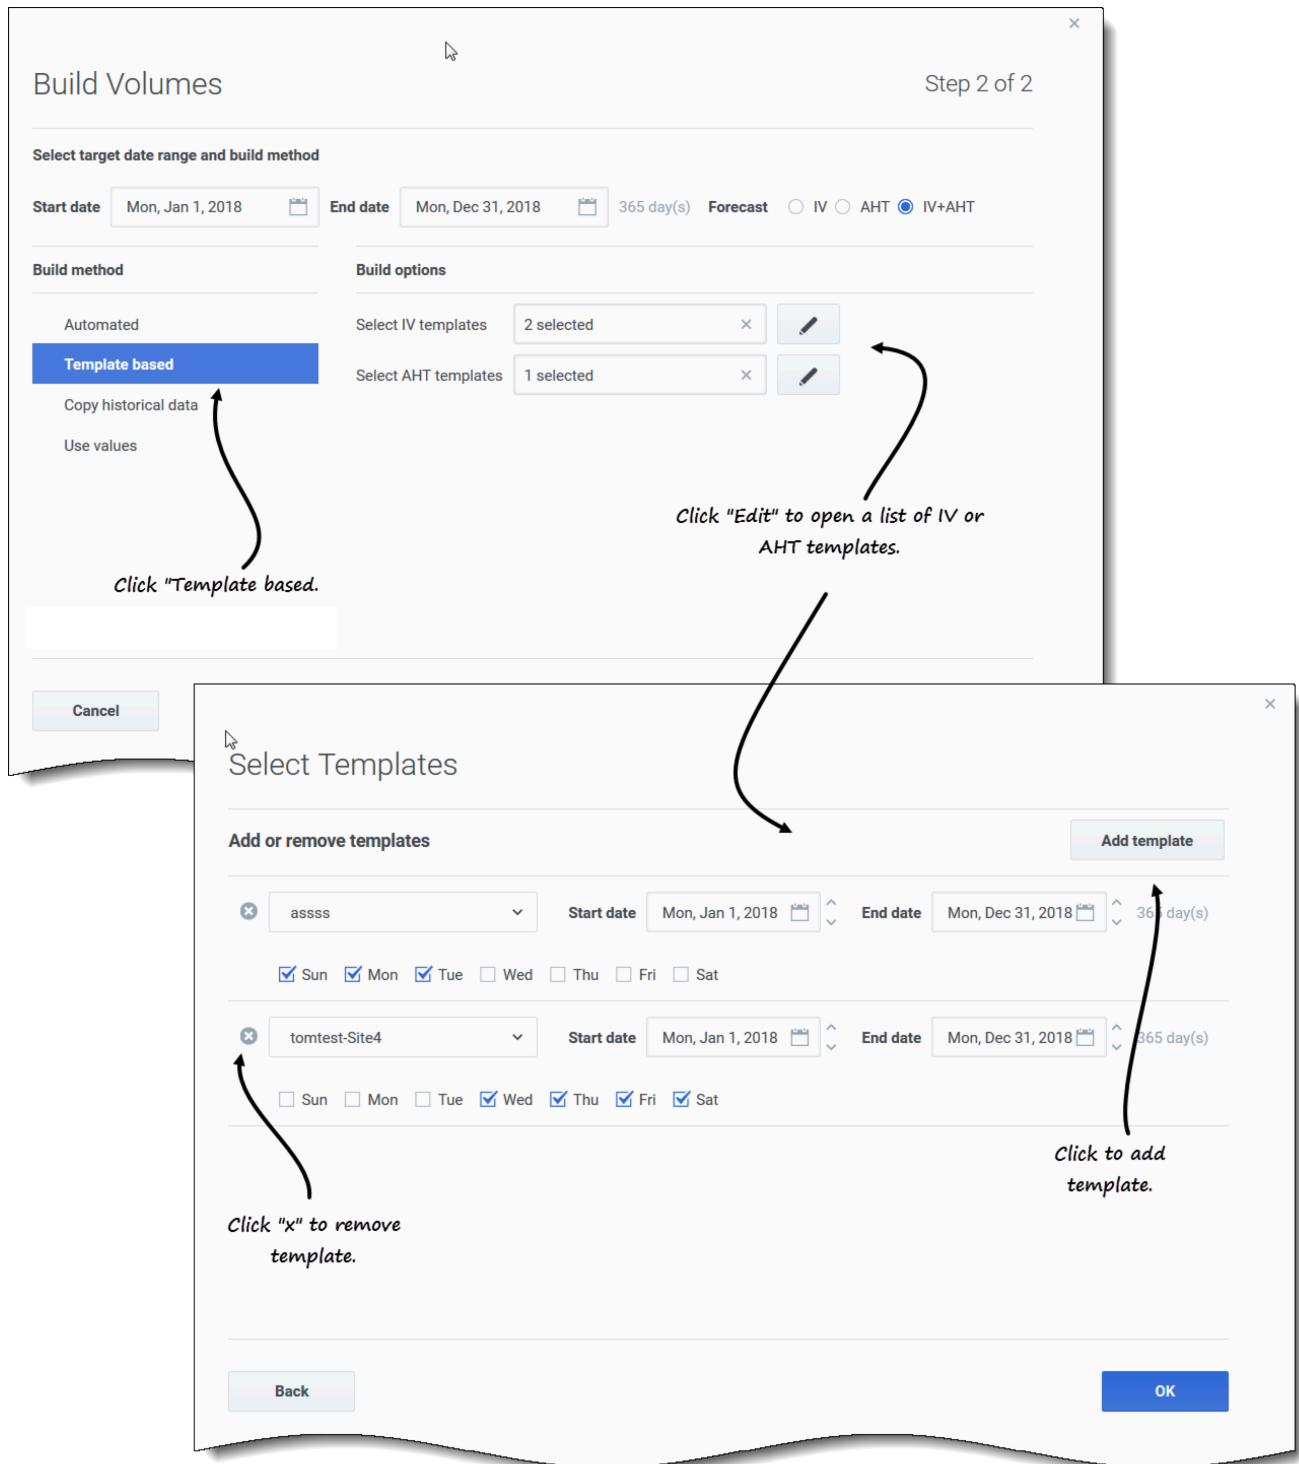 Build Volumes
Step 2 of 2
Select target date range and build method
Start date Mon, Jan 1, 2018 End date Mon, Dec 31, 2018 365 day(s) Forecast IV AHT IV+AHT
Build method
Build options
Automated
Select IV templates 2 selected
Template based
Select AHT templates 1 selected
Copy historical data
Use values
Click "Edit" to open a list of IV or
AHT templates.
Click "Template based.
Cancel
Select Templates
Add or remove templates
Add template
assss Start date Mon, Jan 1, 2018 End date Mon, Dec 31, 2018 365 day(s)
Sun Mon Tue Wed Thu Fri Sat
tomtest-Site4 Start date Mon, Jan 1, 2018 End date Mon, Dec 31, 2018 365 day(s)
Sun Mon Tue Wed Thu Fri Sat
Click to add
template.
Click "x" to remove
template.
Back
OK